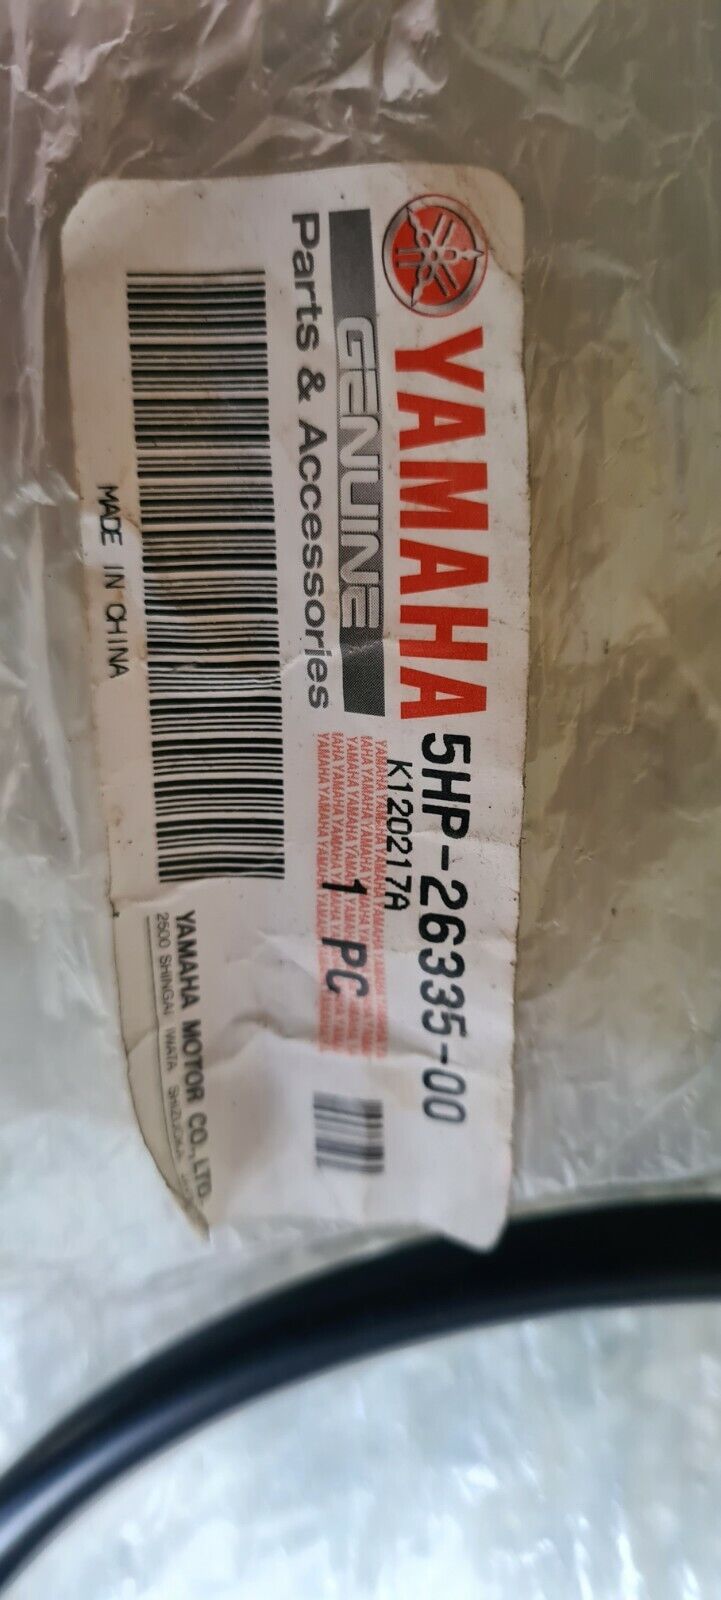 YAMAHA
GENUINE
Parts & Accessories
MADE IN CHINA
5HP-26335-00
K120217A
1 PC
YAMAHA MOTOR CO., LTD.
2500 SHINGAI IWATA SHIZUOKA